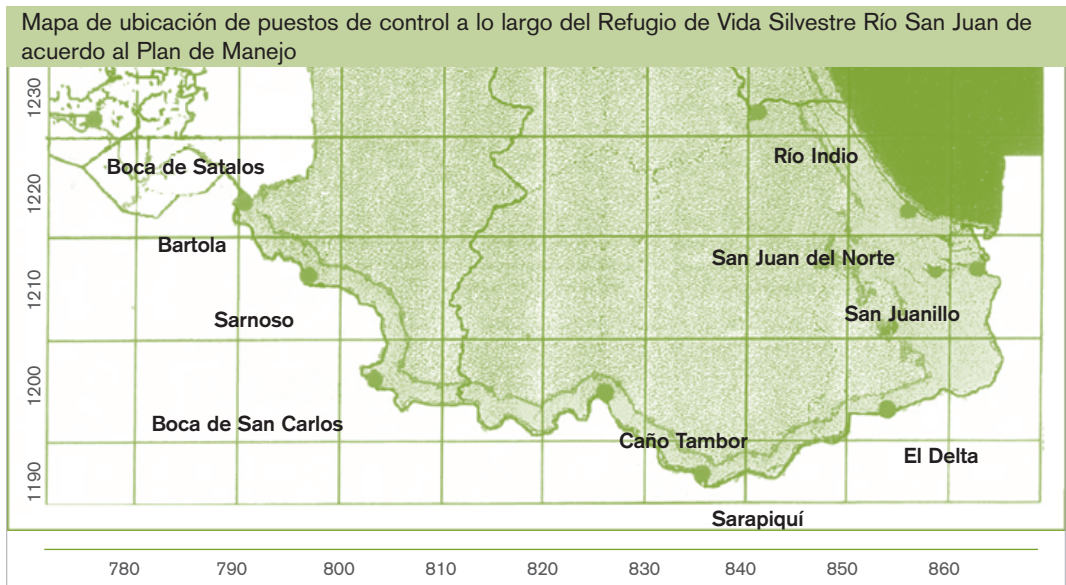 Mapa de ubicación de puestos de control a lo largo del Refugio de Vida Silvestre Río San Juan de
acuerdo al Plan de Manejo
1230
Río Indio
Boca de Satalos
1220
Bartola
San Juan del Norte
1210
Sarnoso
San Juanillo
1200
Boca de San Carlos
Caño Tambor
El Delta
1190
Sarapiquí
780 790 800 810 820 830 840 850 860